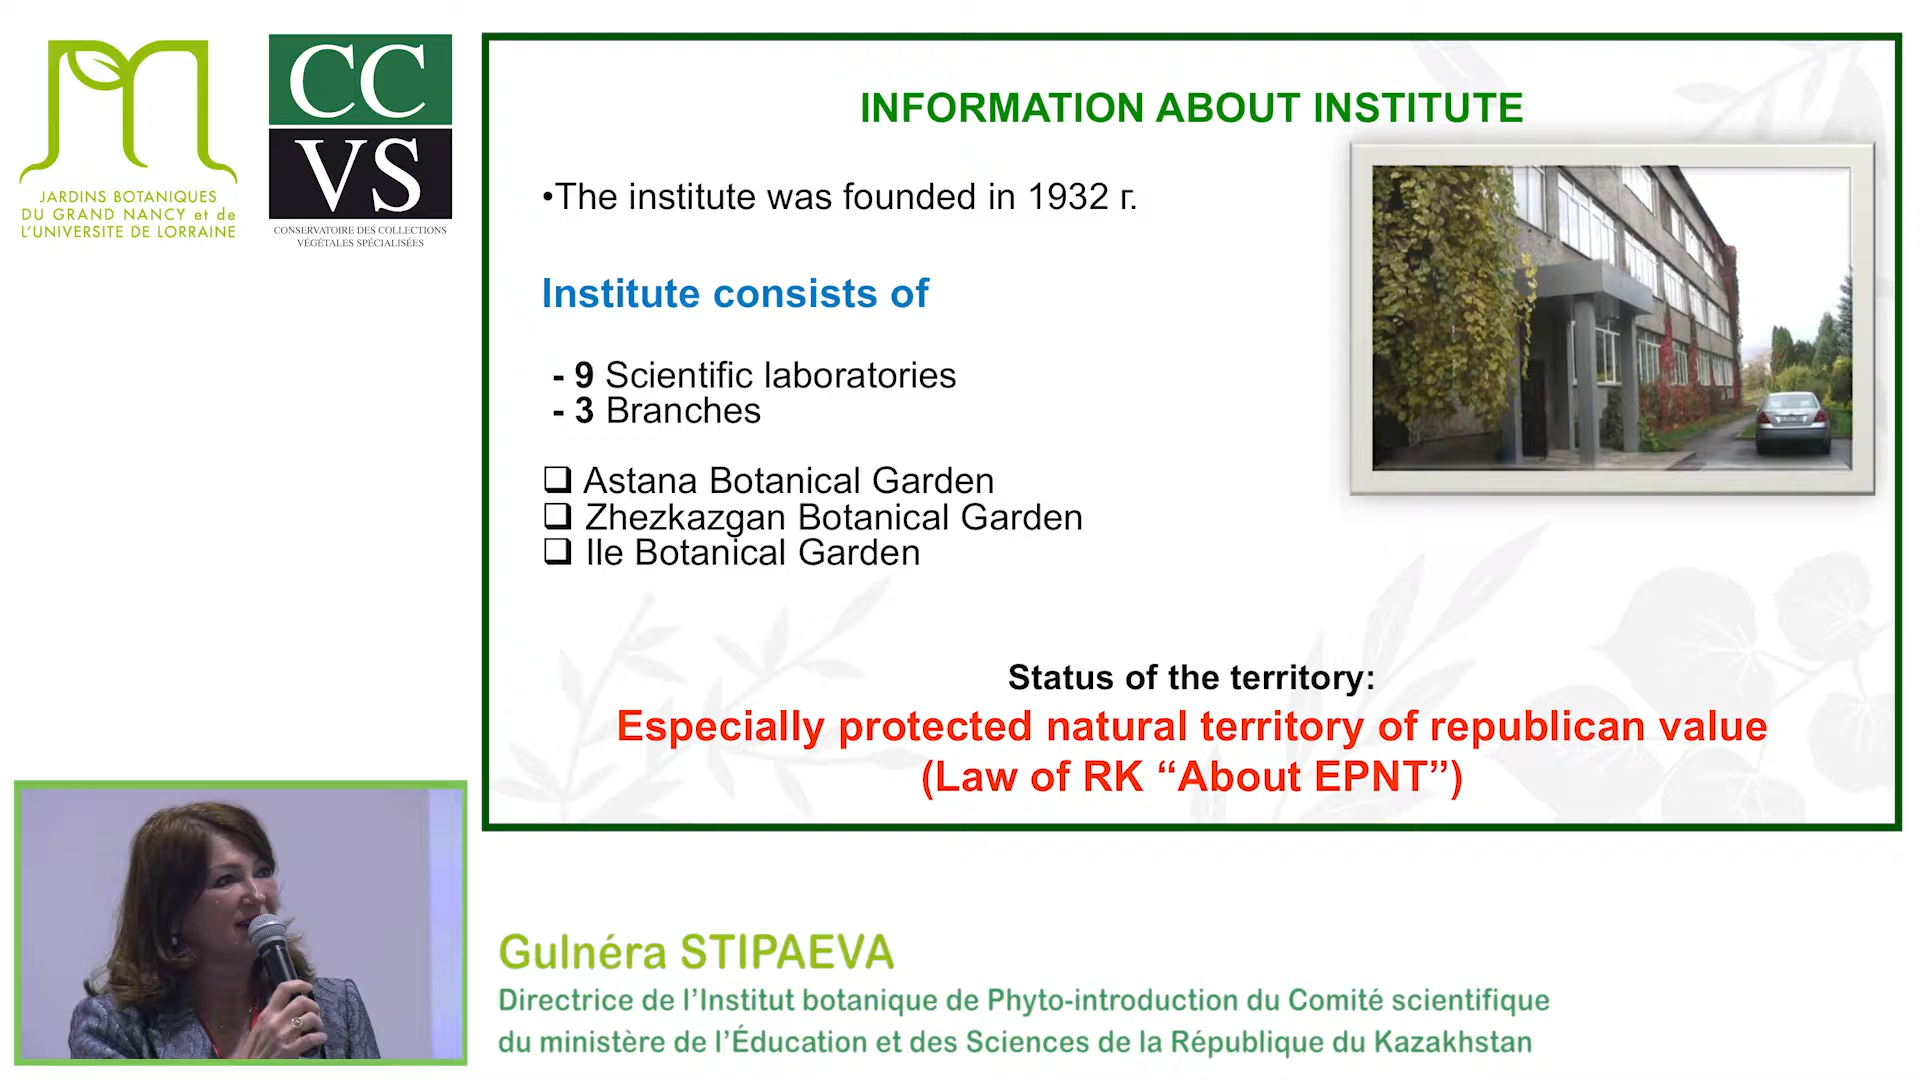 JARDINS BOTANIQUES
DU GRAND NANCY et de
L'UNIVERSITE DE LORRAINE
CC
VS
CONSERVATOIRE DES COLLECTIONS
VÉGÉTALES SPÉCIALISÉES
INFORMATION ABOUT INSTITUTE
•The institute was founded in 1932 г.
Institute consists of
- 9 Scientific laboratories
- 3 Branches
❑ Astana Botanical Garden
❑ Zhezkazgan Botanical Garden
❑ Ile Botanical Garden
Status of the territory:
Especially protected natural territory of republican value
(Law of RK “About EPNT”)
Gulnéra STIPAEVA
Directrice de l’Institut botanique de Phyto-introduction du Comité scientifique
du ministère de l’Éducation et des Sciences de la République du Kazakhstan